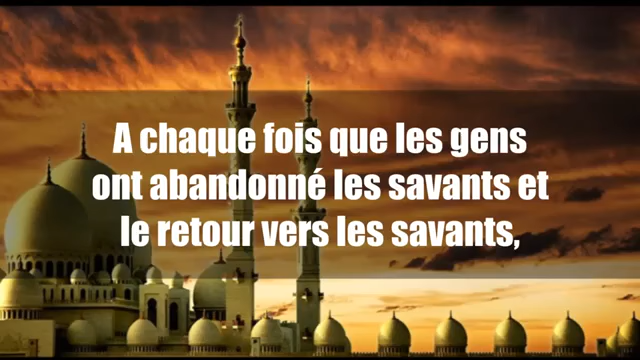 A chaque fois que les gens
ont abandonné les savants et
le retour vers les savants,